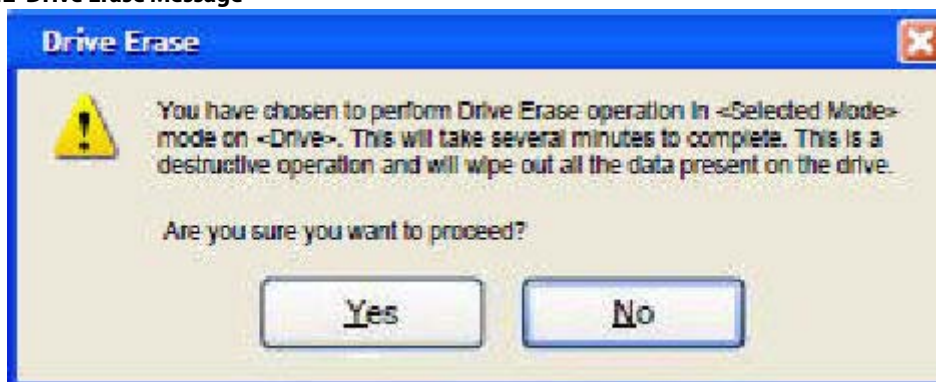 Drive Erase Message
Drive Erase
You have chosen to perform Drive Erase operation in <Selected Mode>
mode on <Drive>. This will take several minutes to complete. This is a
destructive operation and will wipe out all the data present on the drive.
Are you sure you want to proceed?
Yes No